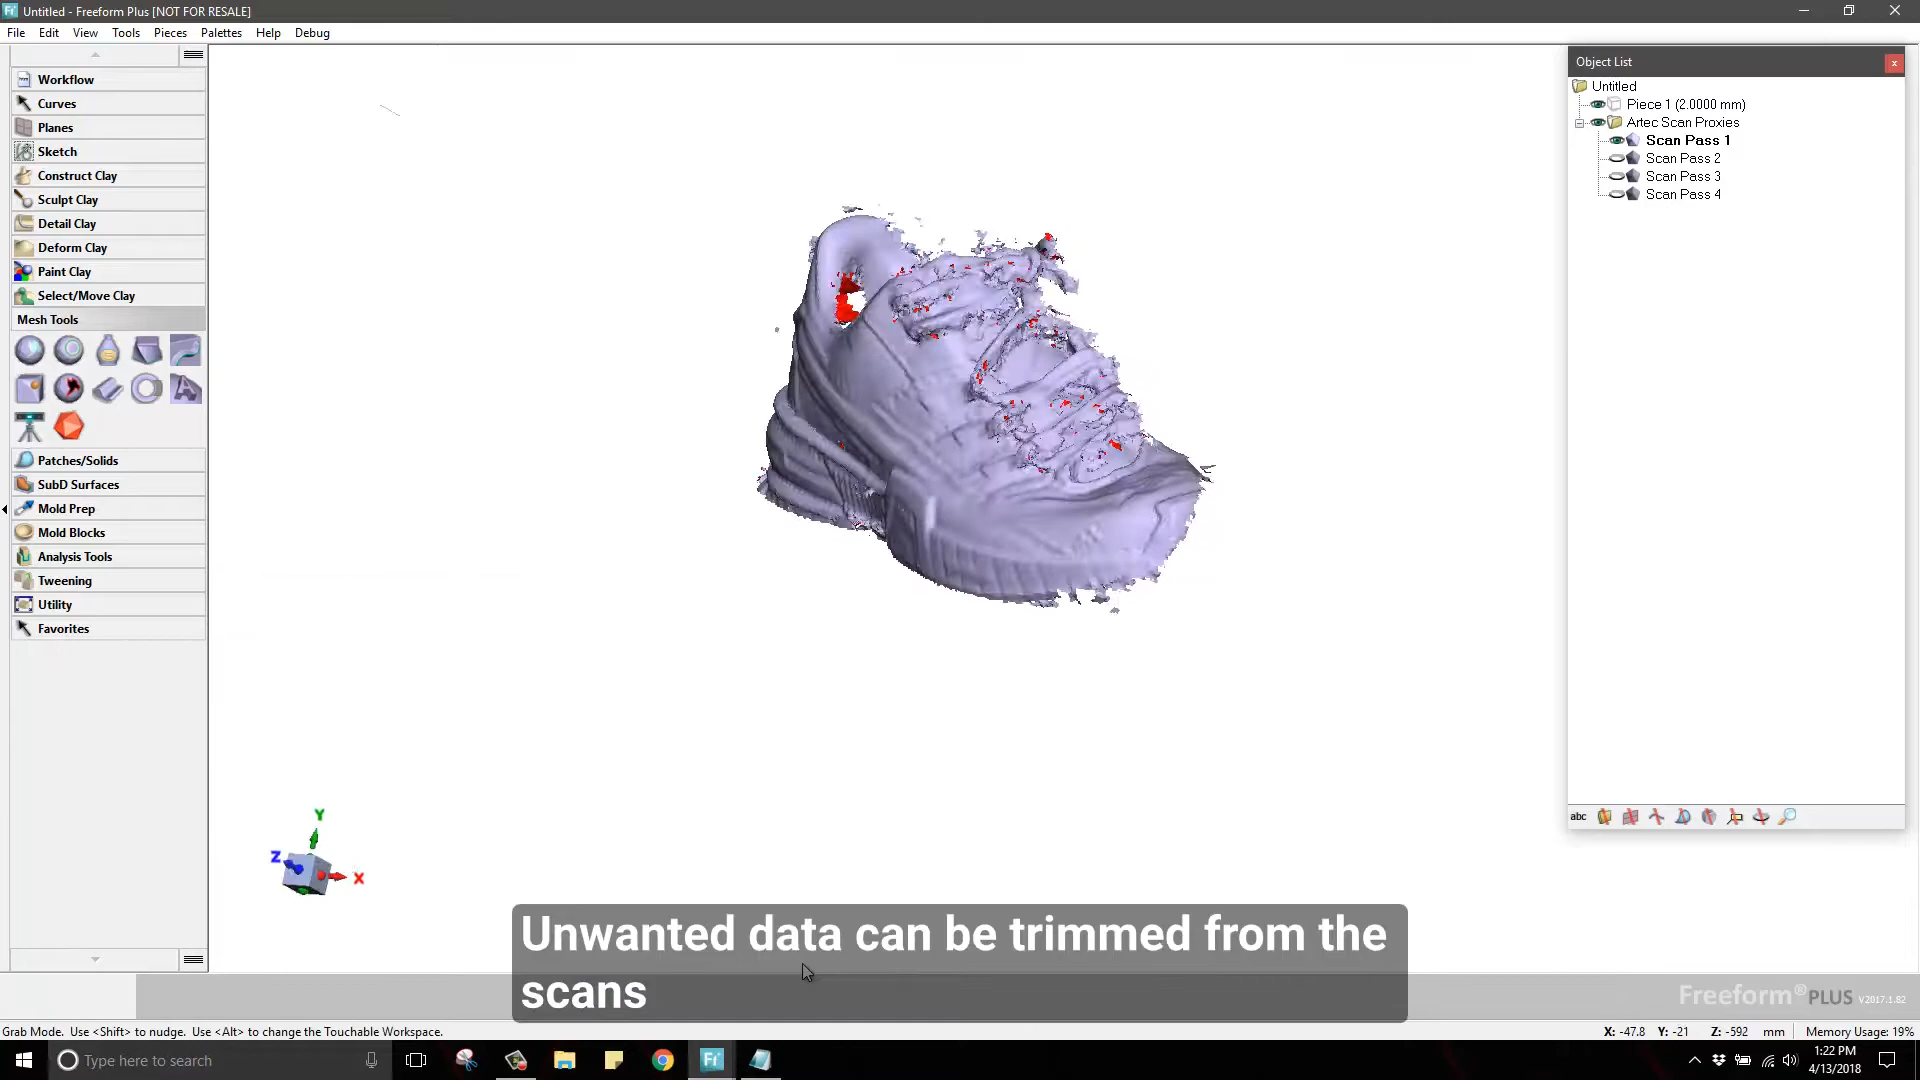 Untitled - Freeform Plus [NOT FOR RESALE]
File Edit View Tools Pieces Palettes Help Debug
Workflow
Curves
Planes
Sketch
Construct Clay
Sculpt Clay
Detail Clay
Deform Clay
Paint Clay
Select/Move Clay
Mesh Tools
Patches/Solids
SubD Surfaces
Mold Prep
Mold Blocks
Analysis Tools
Tweening
Utility
Favorites
Object List
Untitled
Piece 1 (2.0000 mm)
Artec Scan Proxies
Scan Pass 1
Scan Pass 2
Scan Pass 3
Scan Pass 4
abc
Y
Z
X
Unwanted data can be trimmed from the
scans
Freeform® PLUS V2017.1.82
Grab Mode. Use <Shift> to nudge. Use <Alt> to change the Touchable Workspace.
X: -47.8 Y: -21 Z: -592 mm Memory Usage: 19%
Type here to search
1:22 PM
4/13/2018